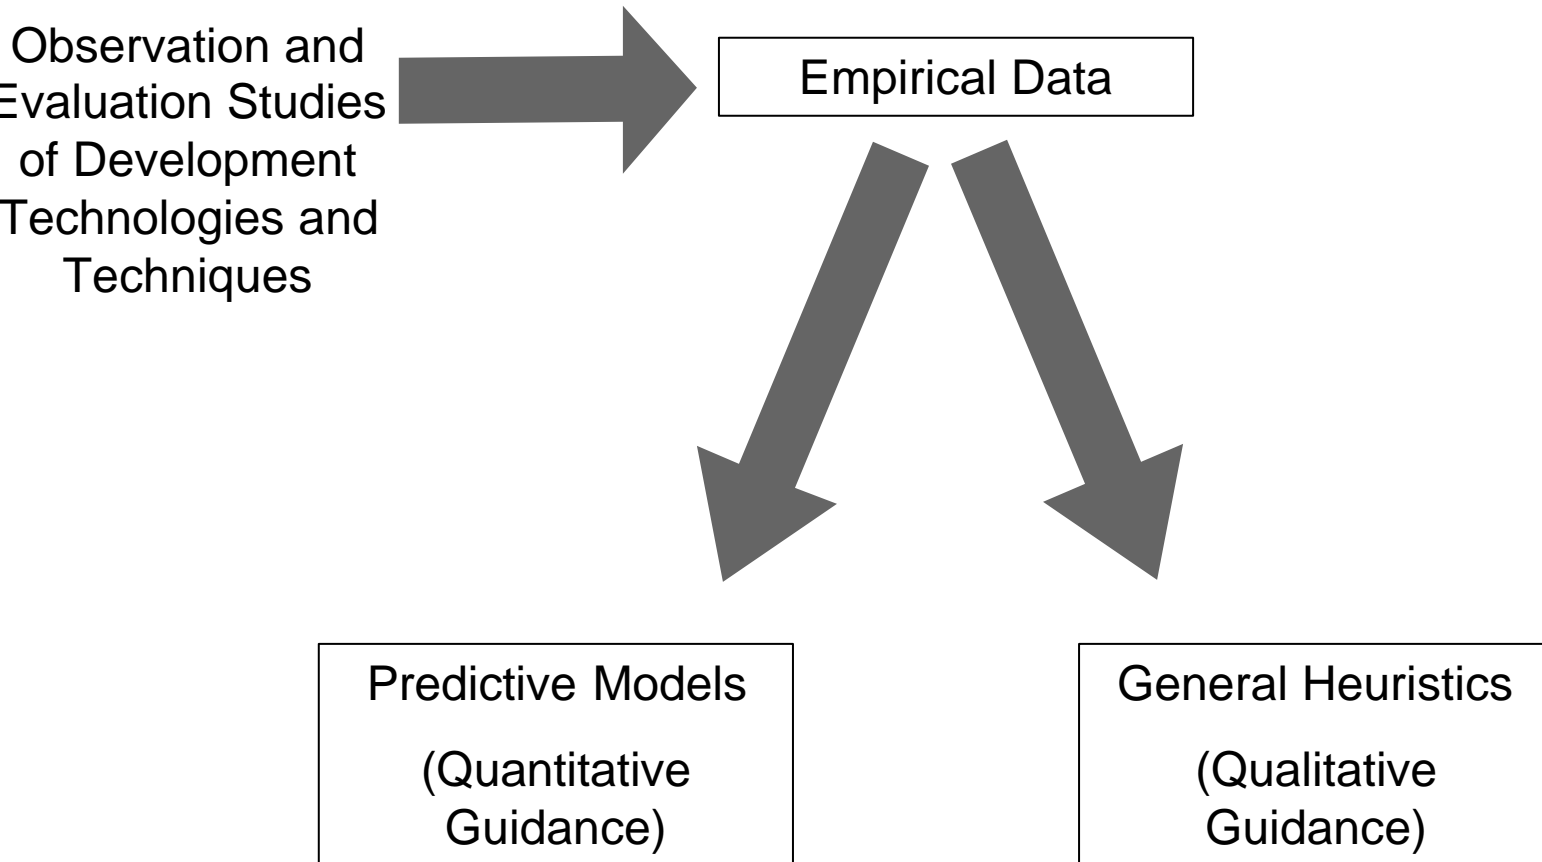 Observation and
Evaluation Studies
of Development
Technologies and
Techniques
Empirical Data
Predictive Models
(Quantitative
Guidance)
General Heuristics
(Qualitative
Guidance)